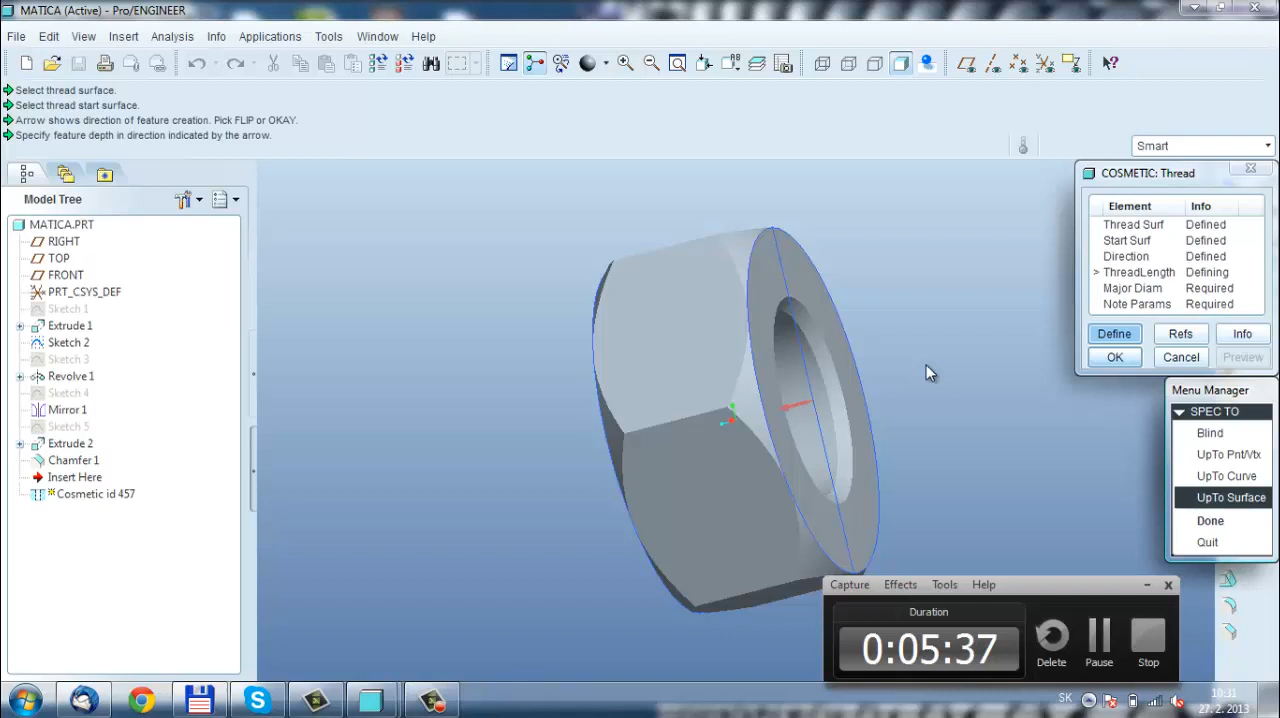 MATICA (Active) - Pro/ENGINEER
File Edit View Insert Analysis Info Applications Tools Window Help
Select thread surface.
Select thread start surface.
Arrow shows direction of feature creation. Pick FLIP or OKAY.
Specify feature depth in direction indicated by the arrow.
Smart
Model Tree
MATICA.PRT
RIGHT
TOP
FRONT
PRT_CSYS_DEF
Sketch 1
Extrude 1
Sketch 2
Sketch 3
Revolve 1
Sketch 4
Mirror 1
Sketch 5
Extrude 2
Chamfer 1
Insert Here
Cosmetic id 457
COSMETIC: Thread
Element Info
Thread Surf Defined
Start Surf Defined
Direction Defined
> ThreadLength Defining
Major Diam Required
Note Params Required
Define Refs Info
OK Cancel Preview
Menu Manager
SPEC TO
Blind
UpTo Pnt/Vtx
UpTo Curve
UpTo Surface
Done
Quit
Capture Effects Tools Help
Duration
0:05:37
Delete Pause Stop
SK
10:31
27. 2. 2013